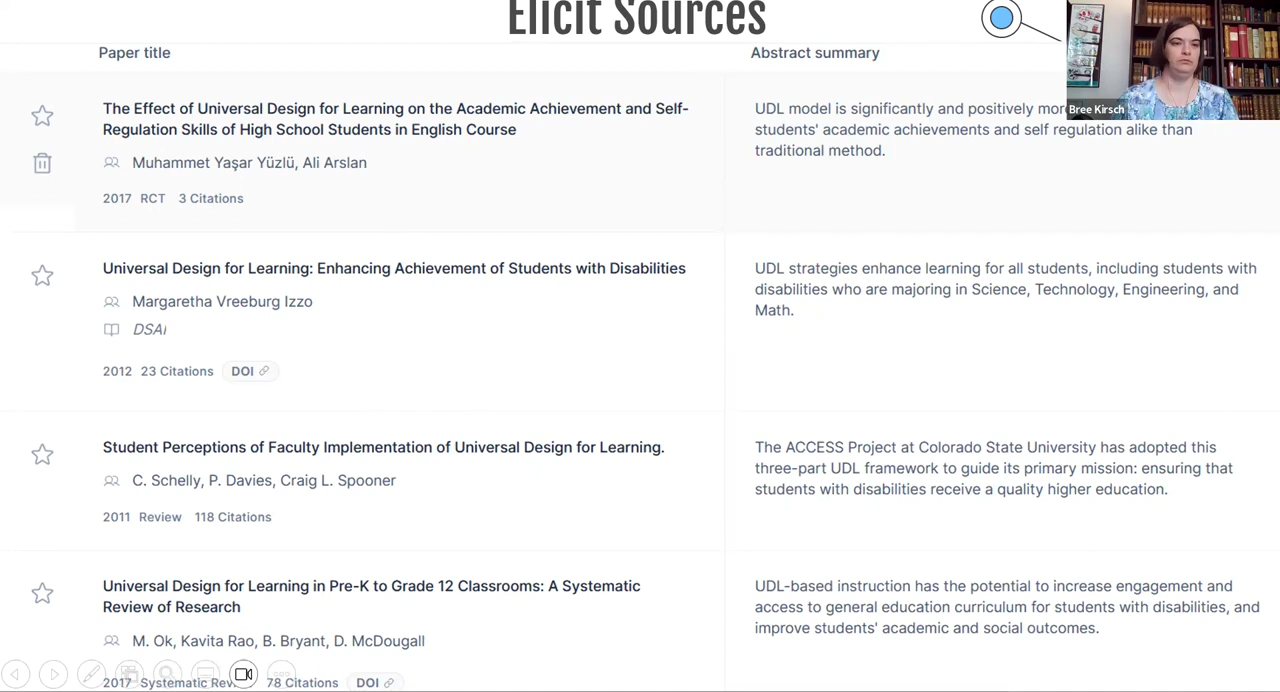 Elicit Sources
Paper title
Abstract summary
Bree Kirsch
The Effect of Universal Design for Learning on the Academic Achievement and Self-
Regulation Skills of High School Students in English Course
Muhammet Yaşar Yüzlü, Ali Arslan
2017 RCT 3 Citations
UDL model is significantly and positively mor
students' academic achievements and self regulation alike than
traditional method.
Universal Design for Learning: Enhancing Achievement of Students with Disabilities
Margaretha Vreeburg Izzo
DSAI
2012 23 Citations DOI
UDL strategies enhance learning for all students, including students with
disabilities who are majoring in Science, Technology, Engineering, and
Math.
Student Perceptions of Faculty Implementation of Universal Design for Learning.
C. Schelly, P. Davies, Craig L. Spooner
2011 Review 118 Citations
The ACCESS Project at Colorado State University has adopted this
three-part UDL framework to guide its primary mission: ensuring that
students with disabilities receive a quality higher education.
Universal Design for Learning in Pre-K to Grade 12 Classrooms: A Systematic
Review of Research
M. Ok, Kavita Rao, B. Bryant, D. McDougall
2017 Systematic Rev 78 Citations DOI
UDL-based instruction has the potential to increase engagement and
access to general education curriculum for students with disabilities, and
improve students' academic and social outcomes.